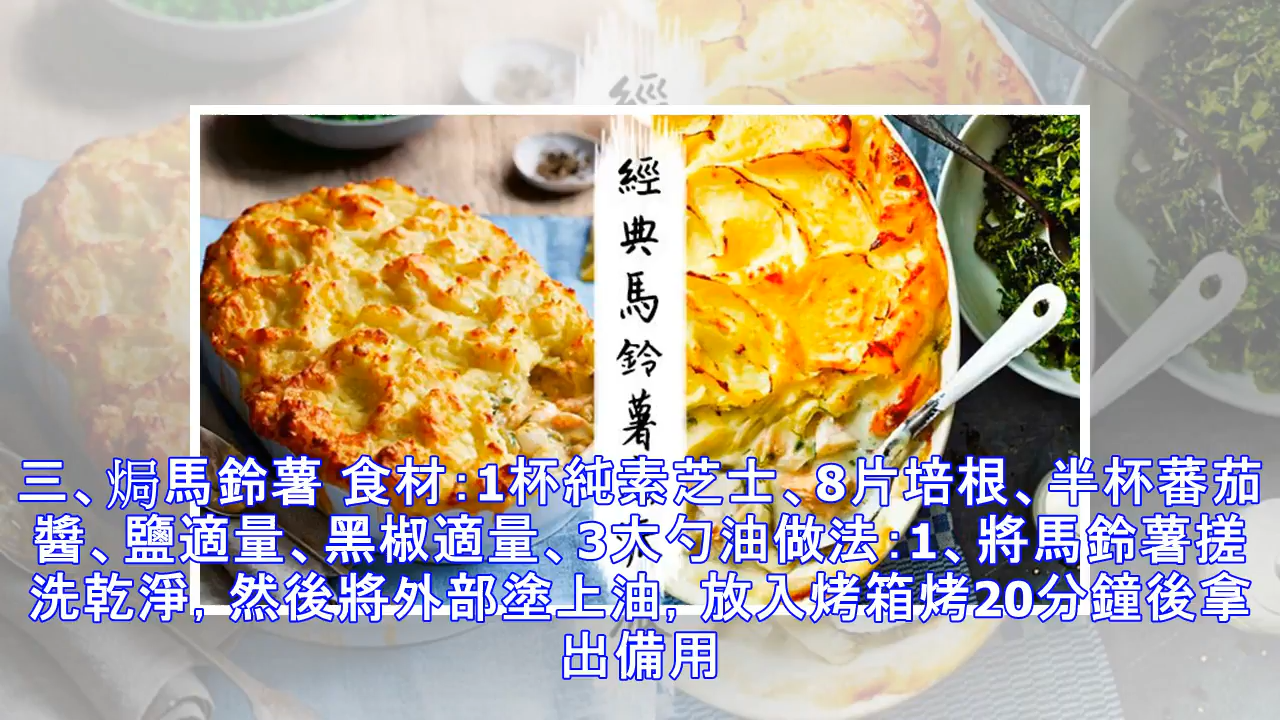 經典馬鈴薯
三、焗馬鈴薯 食材：1杯純素芝士、8片培根、半杯蕃茄
醬、鹽適量、黑椒適量、3大勺油做法：1、將馬鈴薯搓
洗乾淨，然後將外部塗上油，放入烤箱烤20分鐘後拿
出備用